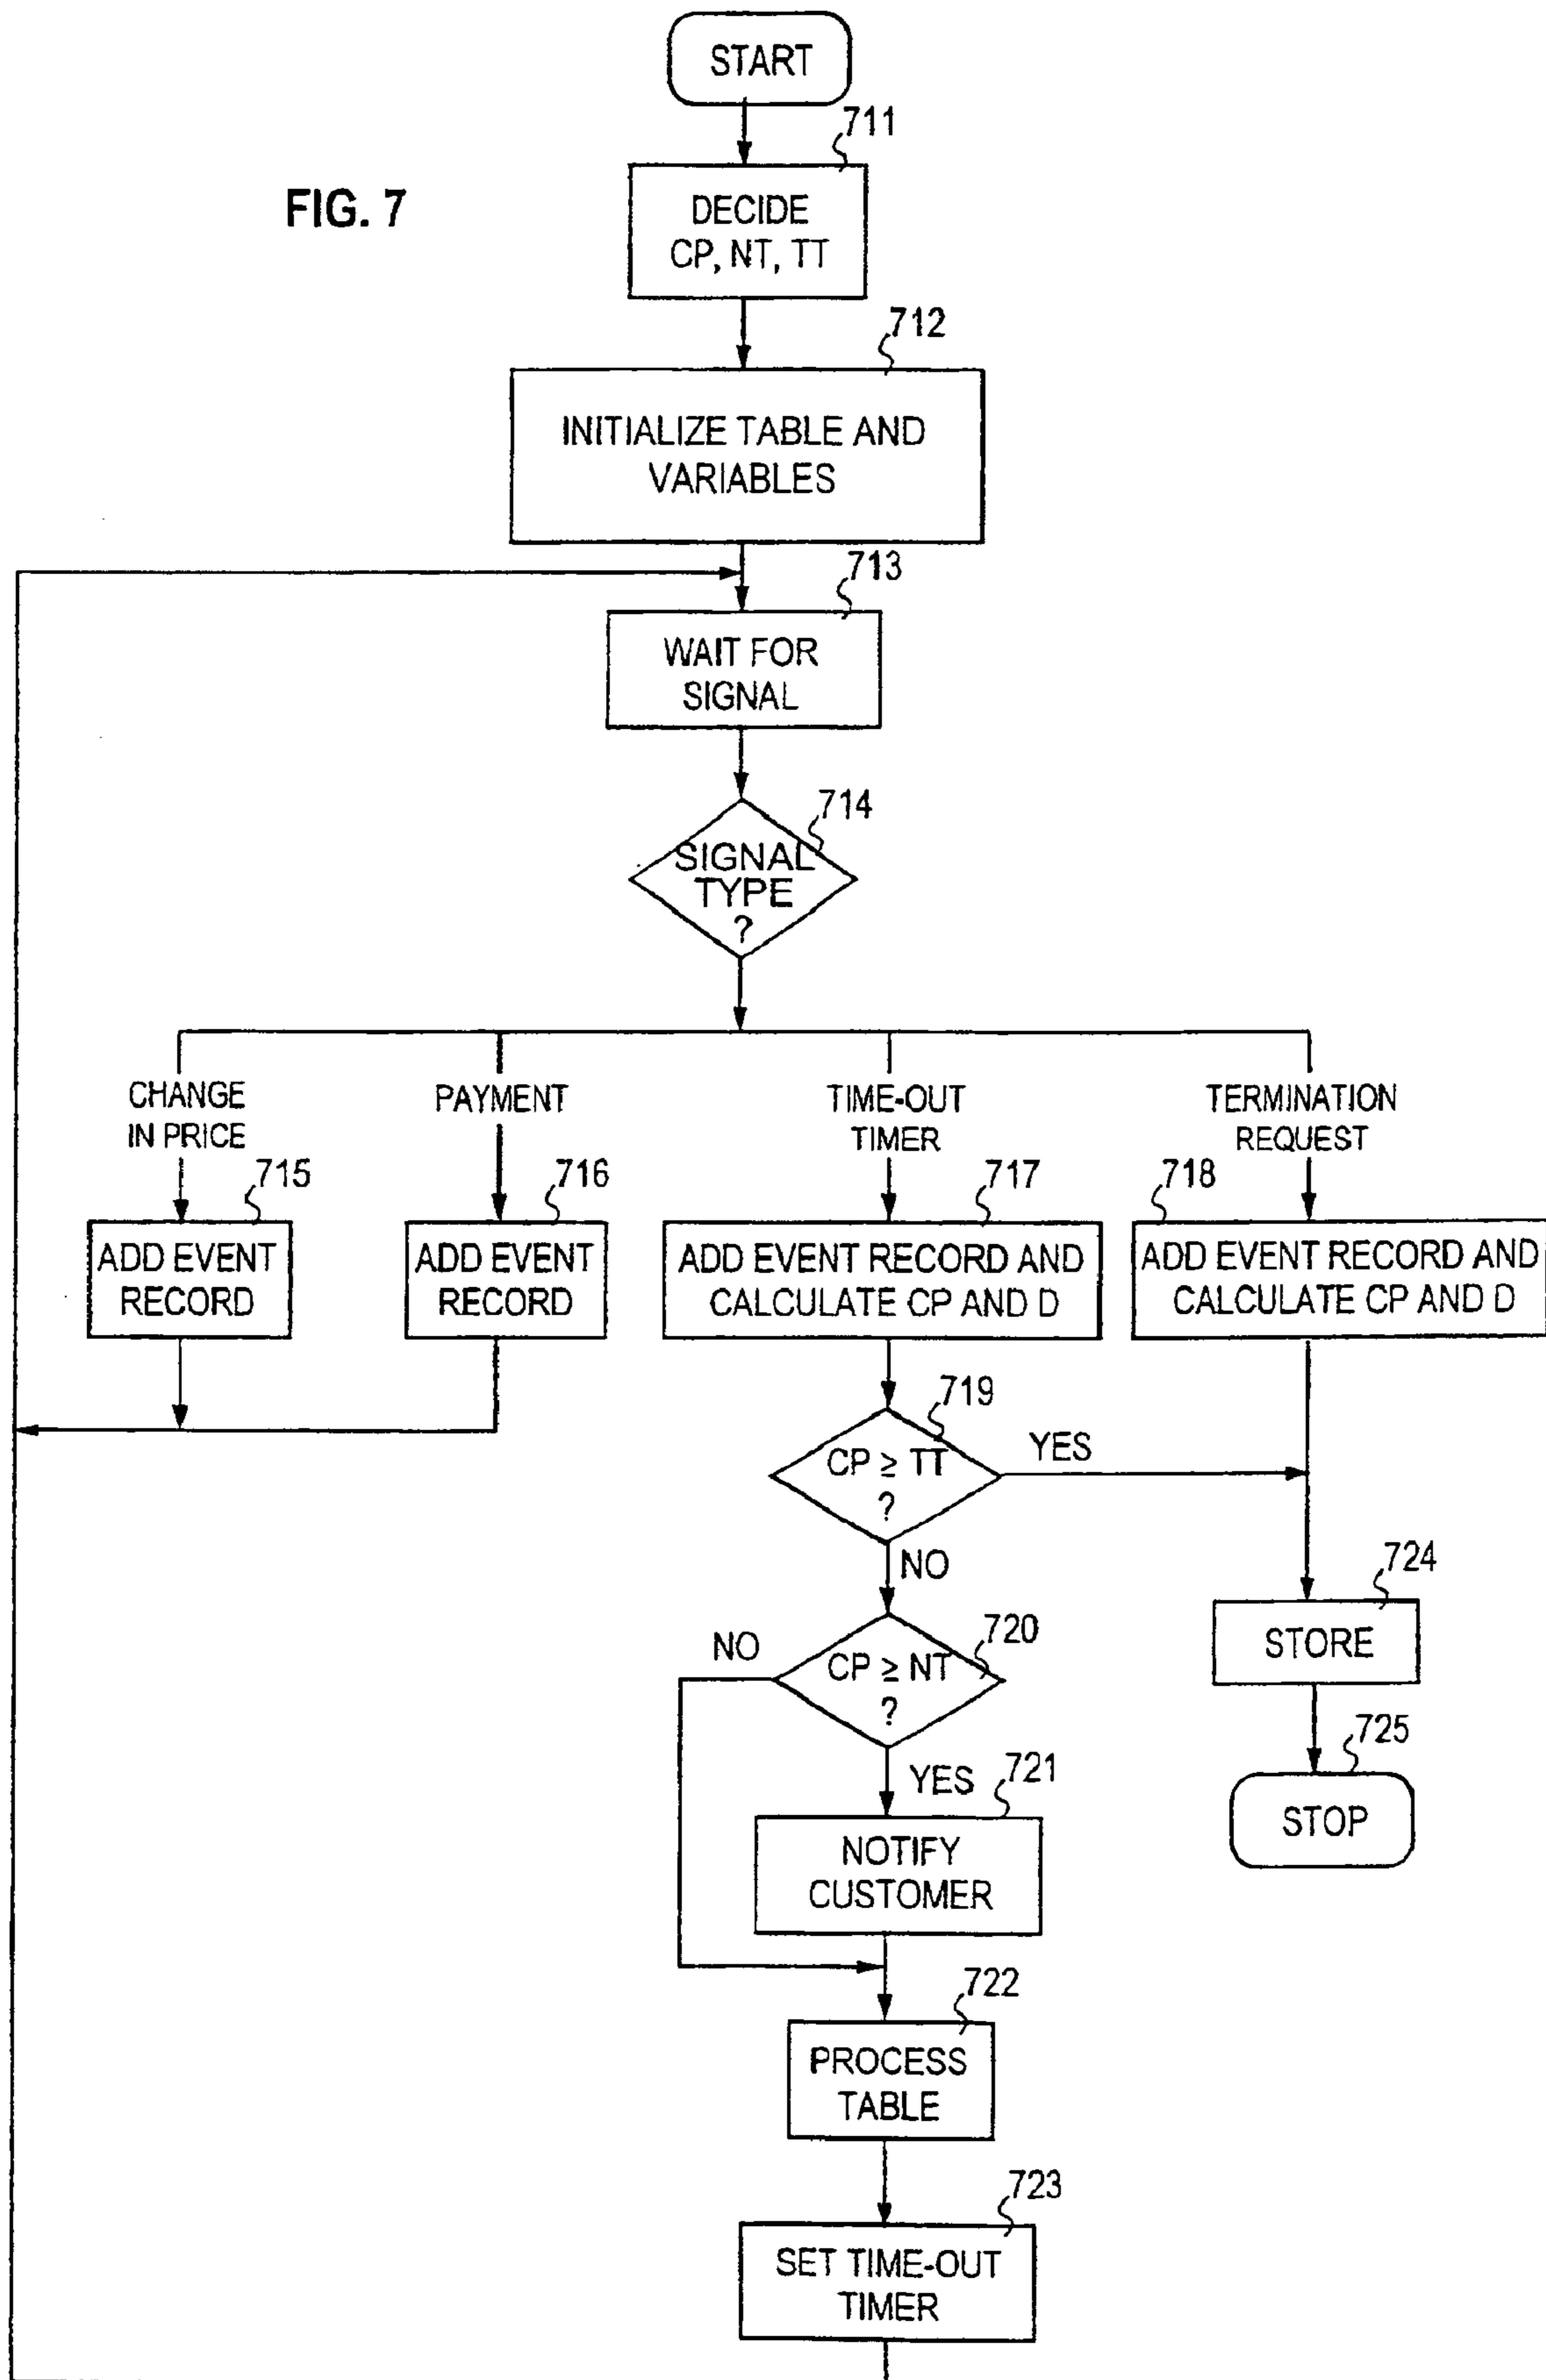 START
711
FIG. 7
DECIDE
CP, NT, TT
712
INITIALIZE TABLE AND
VARIABLES
713
WAIT FOR
SIGNAL
714
SIGNAL
TYPE
?
CHANGE
IN PRICE
PAYMENT
TIME-OUT
TIMER
TERMINATION
REQUEST
715
716
717
718
ADD EVENT
RECORD
ADD EVENT
RECORD
ADD EVENT RECORD AND
CALCULATE CP AND D
ADD EVENT RECORD AND
CALCULATE CP AND D
719
CP ≥ TT
?
YES
NO
724
STORE
720
NO
CP ≥ NT
?
725
STOP
YES
721
NOTIFY
CUSTOMER
722
PROCESS
TABLE
723
SET TIME-OUT
TIMER